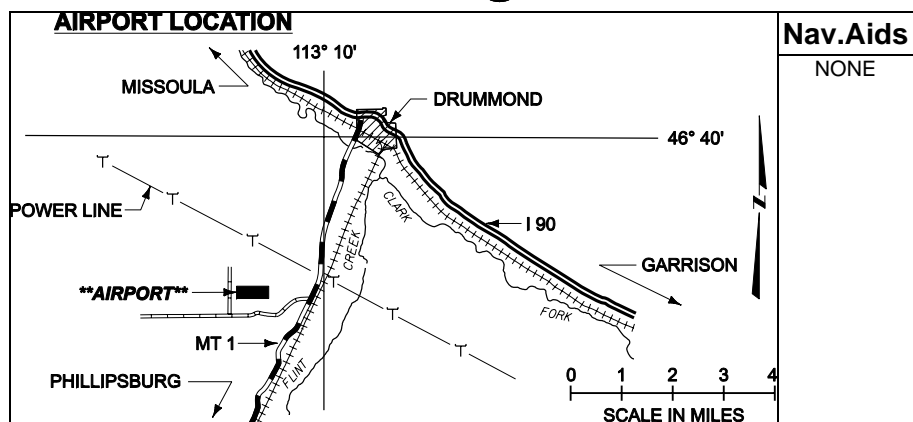 AIRPORT LOCATION
Nav.Aids
NONE
113° 10'
MISSOULA
DRUMMOND
46° 40'
POWER LINE
CLARK
I 90
N
CREEK
GARRISON
**AIRPORT**
FORK
MT 1
FLINT
PHILLIPSBURG
0 1 2 3 4
SCALE IN MILES